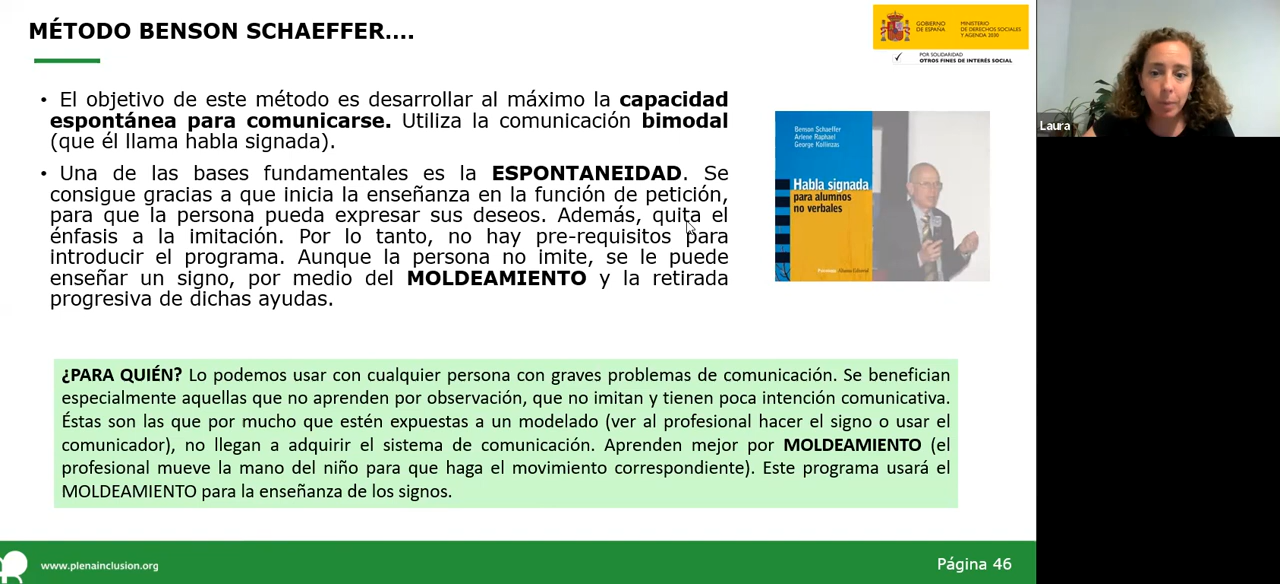 MÉTODO BENSON SCHAEFFER....
GOBIERNO
DE ESPAÑA
MINISTERIO
DE DERECHOS SOCIALES
Y AGENDA 2030
POR SOLIDARIDAD
OTROS FINES DE INTERÉS SOCIAL
• El objetivo de este método es desarrollar al máximo la capacidad
espontánea para comunicarse. Utiliza la comunicación bimodal
(que él llama habla signada).
• Una de las bases fundamentales es la ESPONTANEIDAD. Se
consigue gracias a que inicia la enseñanza en la función de petición,
para que la persona pueda expresar sus deseos. Además, quita el
énfasis a la imitación. Por lo tanto, no hay pre-requisitos para
introducir el programa. Aunque la persona no imite, se le puede
enseñar un signo, por medio del MOLDEAMIENTO y la retirada
progresiva de dichas ayudas.
Benson Schaeffer
Arlene Raphael
George Kollinzas
Habla signada
para alumnos
no verbales
Psicología Alianza Editorial
¿PARA QUIÉN? Lo podemos usar con cualquier persona con graves problemas de comunicación. Se benefician
especialmente aquellas que no aprenden por observación, que no imitan y tienen poca intención comunicativa.
Éstas son las que por mucho que estén expuestas a un modelado (ver al profesional hacer el signo o usar el
comunicador), no llegan a adquirir el sistema de comunicación. Aprenden mejor por MOLDEAMIENTO (el
profesional mueve la mano del niño para que haga el movimiento correspondiente). Este programa usará el
MOLDEAMIENTO para la enseñanza de los signos.
www.plenainclusion.org
Página 46
Laura